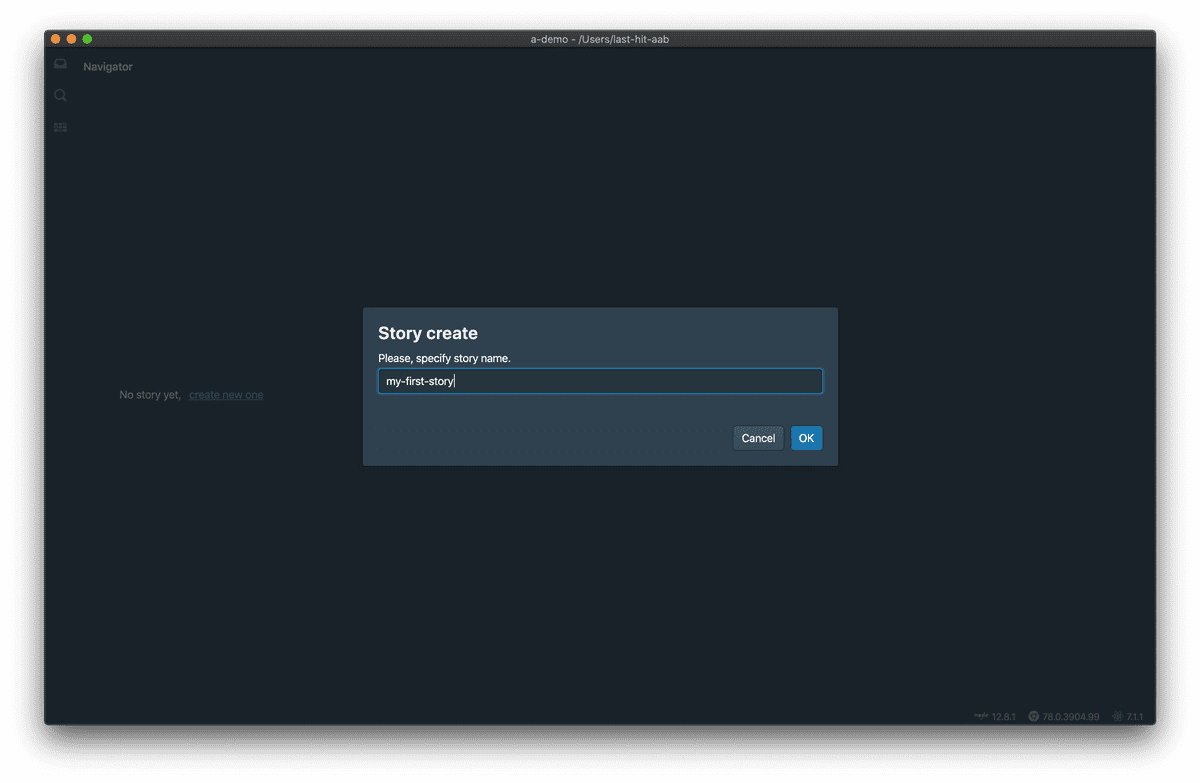 a-demo - /Users/last-hit-aab
Navigator
Story create
Please, specify story name.
my-first-story
No story yet, create new one
Cancel OK
12.8.1 78.0.3904.99 7.1.1